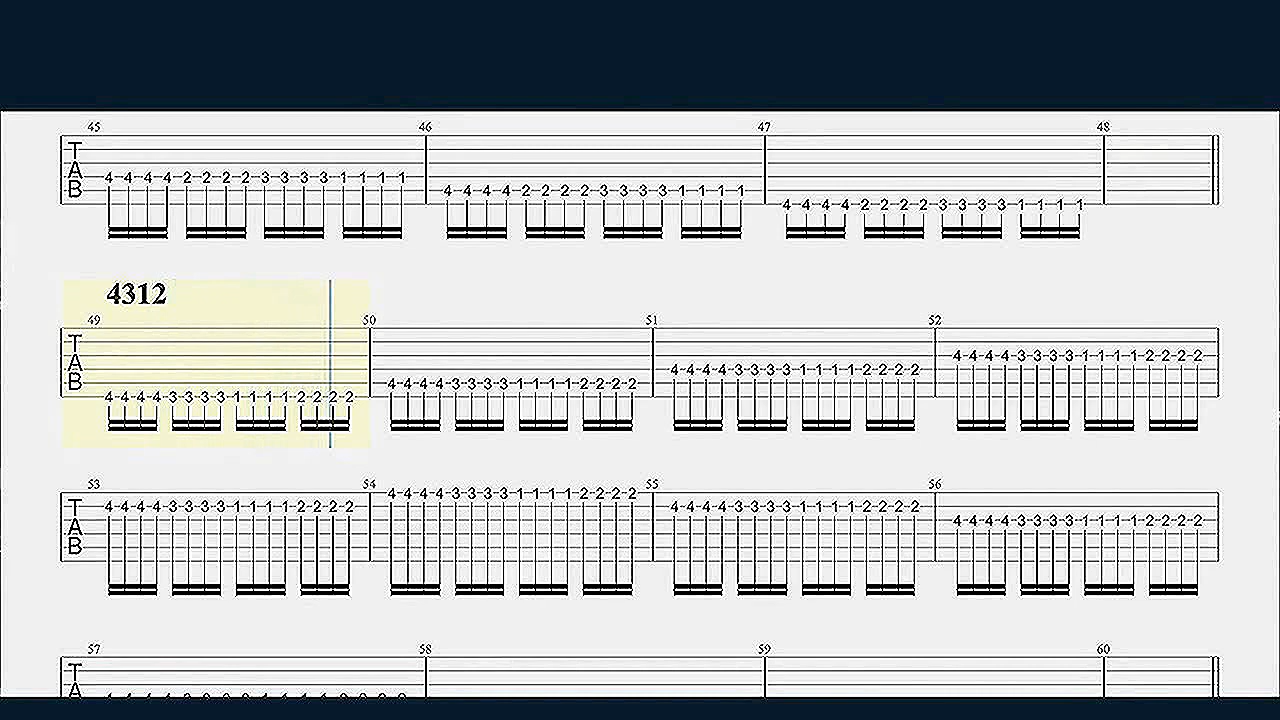 45 46 47 48
T
A
B
4 4 4 4 2 2 2 2 3 3 3 3 1 1 1 1
4 4 4 4 2 2 2 2 3 3 3 3 1 1 1 1
4 4 4 4 2 2 2 2 3 3 3 3 1 1 1 1
4312
49 50 51 52
T
A
B
4 4 4 4 3 3 3 3 1 1 1 1 2 2 2 2
4 4 4 4 3 3 3 3 1 1 1 1 2 2 2 2
4 4 4 4 3 3 3 3 1 1 1 1 2 2 2 2
4 4 4 4 3 3 3 3 1 1 1 1 2 2 2 2
53 54 55 56
T
A
B
4 4 4 4 3 3 3 3 1 1 1 1 2 2 2 2
4 4 4 4 3 3 3 3 1 1 1 1 2 2 2 2
4 4 4 4 3 3 3 3 1 1 1 1 2 2 2 2
4 4 4 4 3 3 3 3 1 1 1 1 2 2 2 2
57 58 59 60
T
A